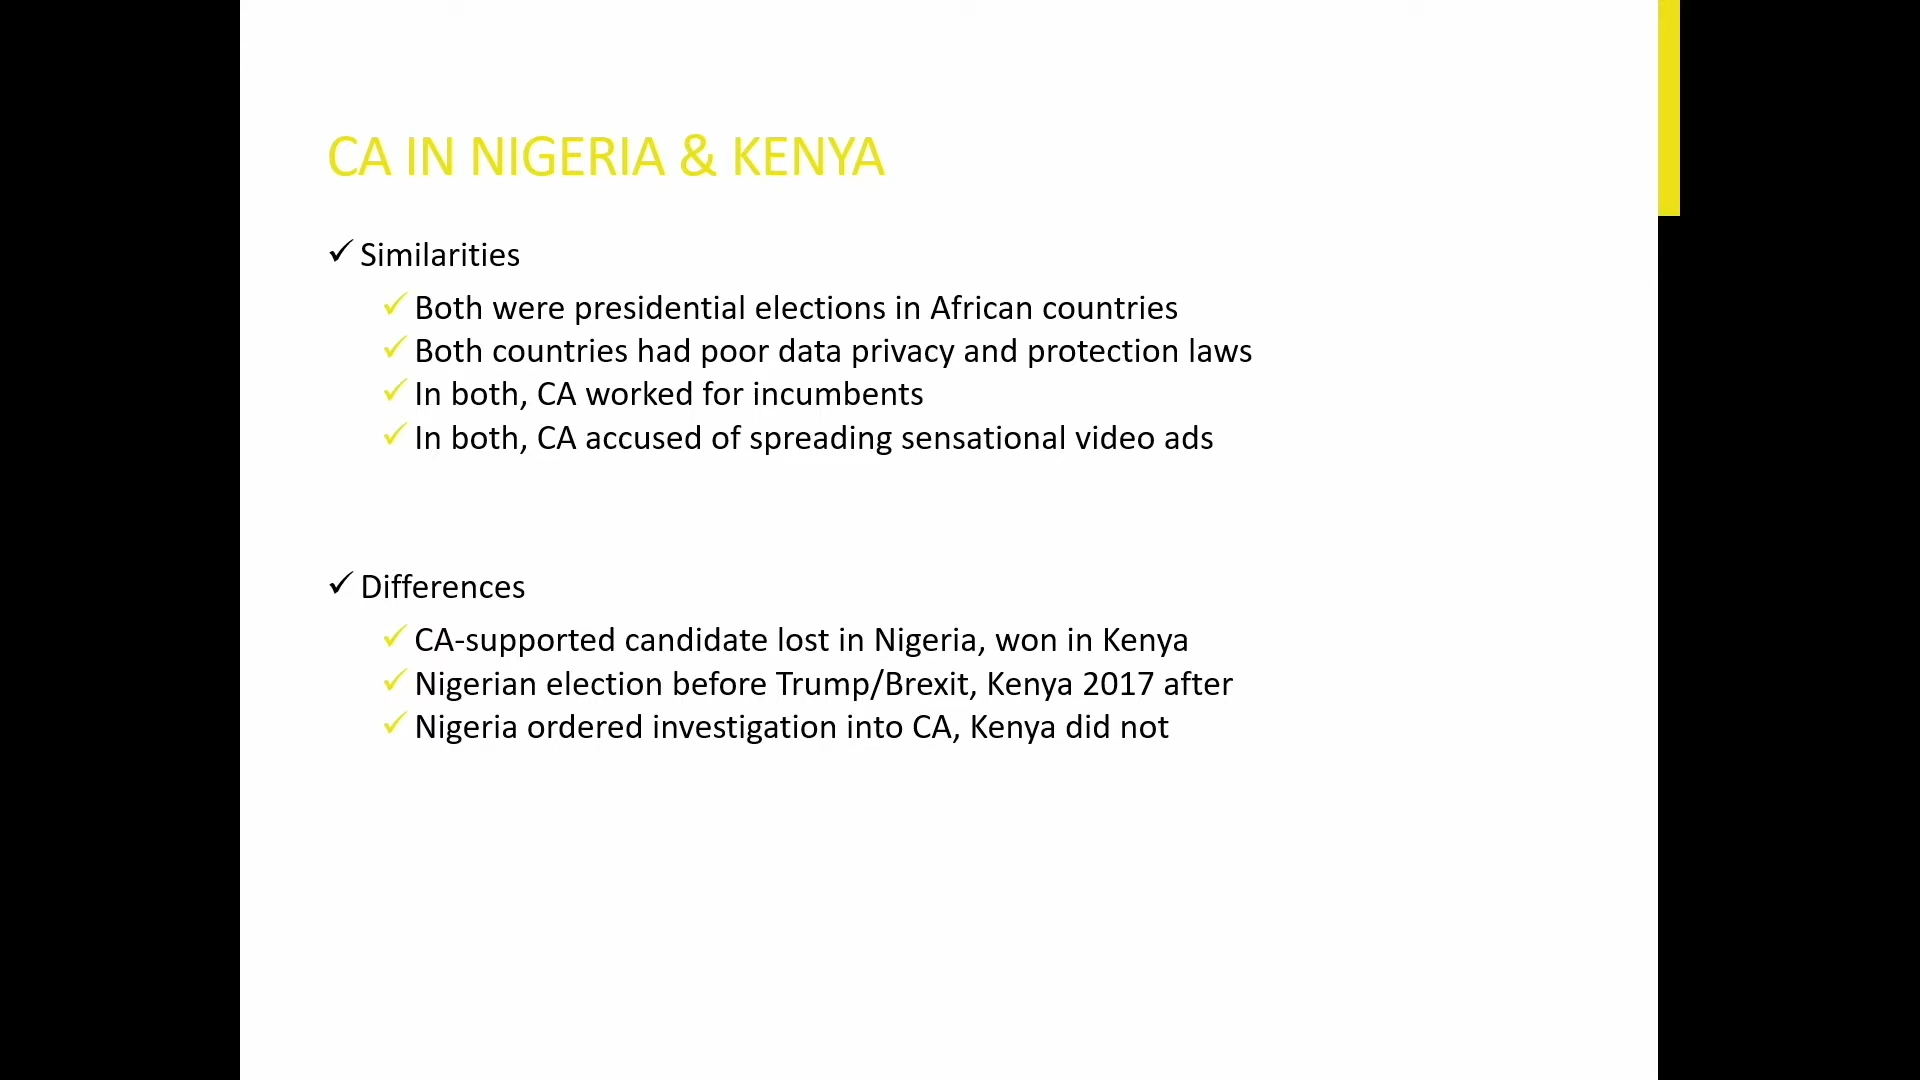 CA IN NIGERIA & KENYA
✓ Similarities
✓ Both were presidential elections in African countries
✓ Both countries had poor data privacy and protection laws
✓ In both, CA worked for incumbents
✓ In both, CA accused of spreading sensational video ads
✓ Differences
✓ CA-supported candidate lost in Nigeria, won in Kenya
✓ Nigerian election before Trump/Brexit, Kenya 2017 after
✓ Nigeria ordered investigation into CA, Kenya did not